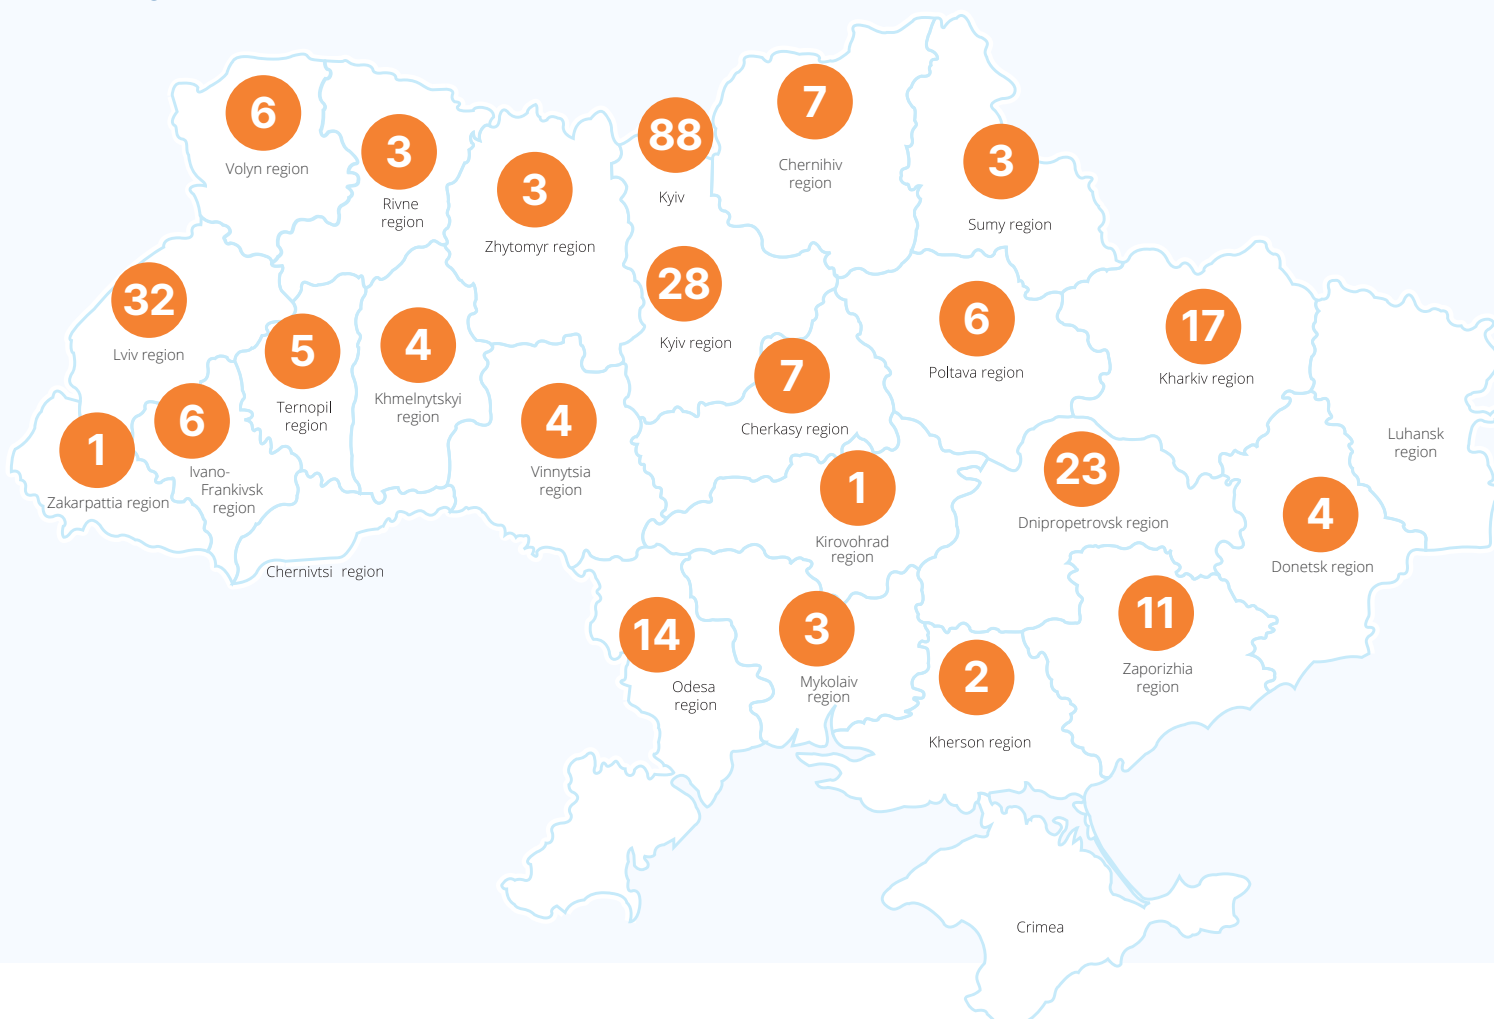 7
6
88
3
3
Volyn region
Chernihiv
region
3
Rivne
region
Kyiv
Sumy region
Zhytomyr region
32
28
6
17
5
4
Lviv region
Kyiv region
7
Poltava region
Kharkiv region
Khmelnytskyi
region
Ternopil
region
6
4
Cherkasy region
1
Luhansk
region
Ivano-
Frankivsk
region
Vinnytsia
region
23
1
Zakarpattia region
4
Dnipropetrovsk region
Kirovohrad
region
Chernivtsi region
Donetsk region
11
14
3
2
Zaporizhia
region
Odesa
region
Mykolaiv
region
Kherson region
Crimea